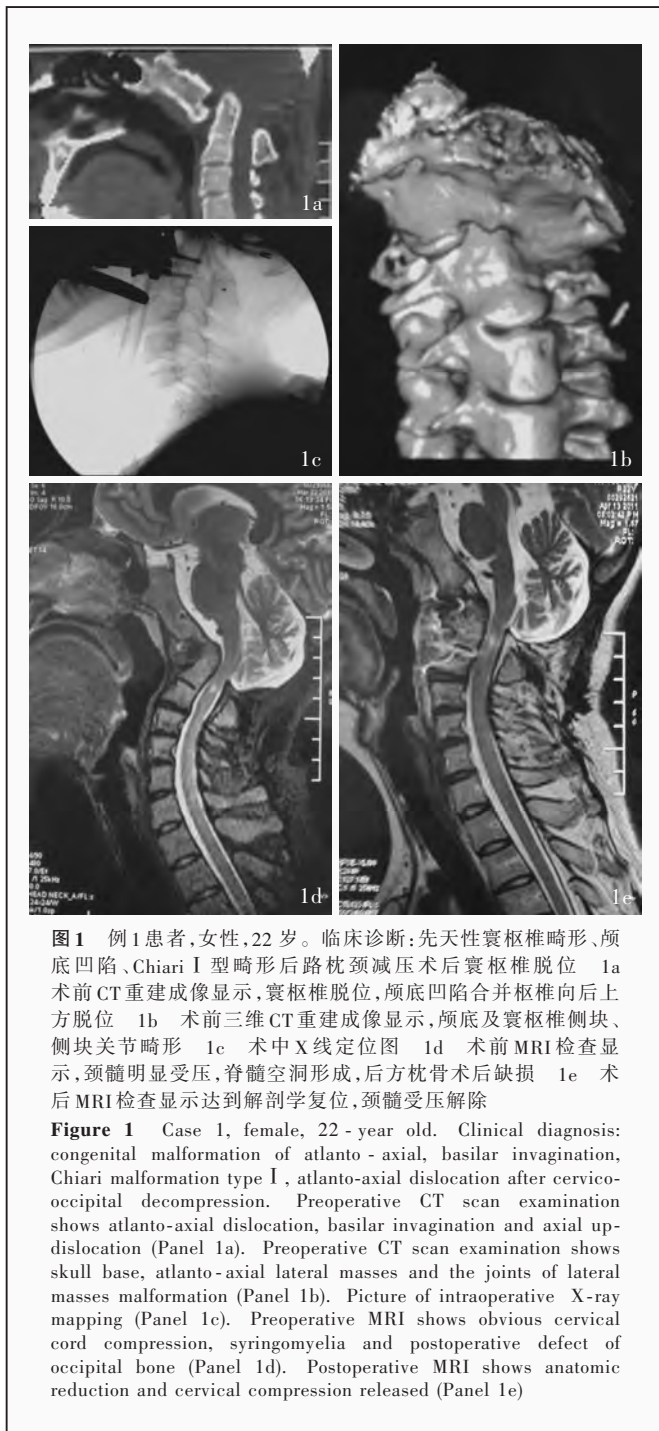 1a
1b
1c
1d
1e
图1 例1患者,女性,22 岁。临床诊断:先天性寰枢椎畸形、颅
底凹陷、Chiari Ⅰ型畸形后路枕颈减压术后寰枢椎脱位 1a
术前CT重建成像显示,寰枢椎脱位,颅底凹陷合并枢椎向后上
方脱位 1b 术前三维CT重建成像显示,颅底及寰枢椎侧块、
侧块关节畸形 1c 术中X线定位图 1d 术前MRI检查显
示,颈髓明显受压,脊髓空洞形成,后方枕骨术后缺损 1e 术
后MRI检查显示达到解剖学复位,颈髓受压解除
Figure 1 Case 1, female, 22 - year old. Clinical diagnosis:
congenital malformation of atlanto - axial, basilar invagination,
Chiari malformation type Ⅰ, atlanto-axial dislocation after cervico-
occipital decompression. Preoperative CT scan examination
shows atlanto-axial dislocation, basilar invagination and axial up-
dislocation (Panel 1a). Preoperative CT scan examination shows
skull base, atlanto-axial lateral masses and the joints of lateral
masses malformation (Panel 1b). Picture of intraoperative X-ray
mapping (Panel 1c). Preoperative MRI shows obvious cervical
cord compression, syringomyelia and postoperative defect of
occipital bone (Panel 1d). Postoperative MRI shows anatomic
reduction and cervical compression released (Panel 1e)